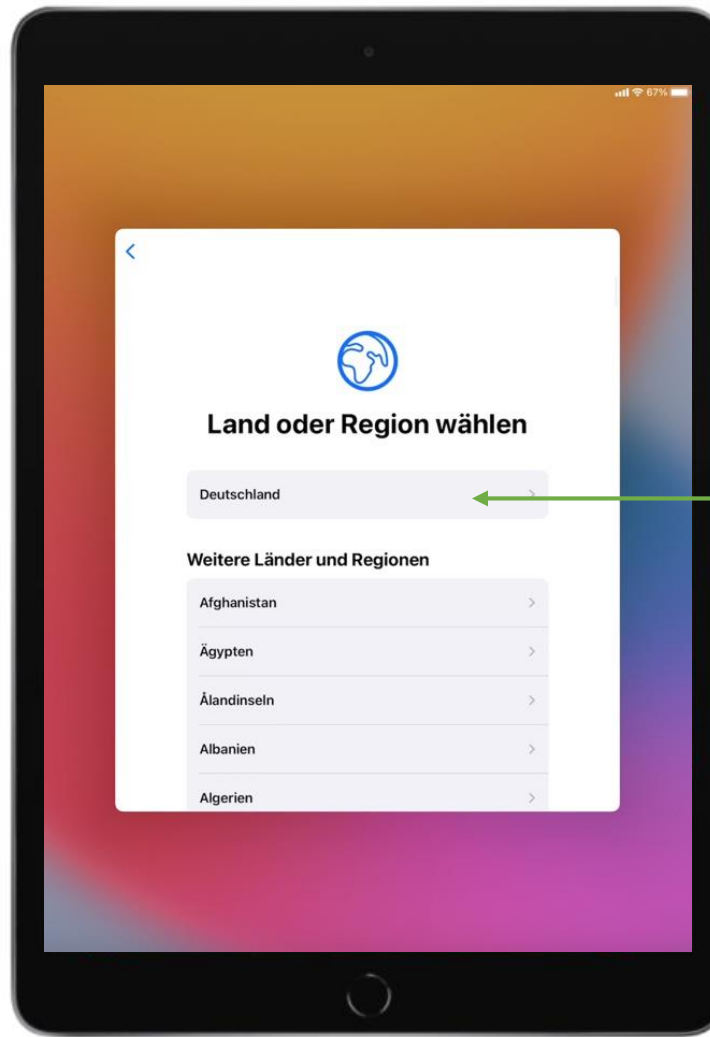 67%
Land oder Region wählen
Deutschland
Weitere Länder und Regionen
Afghanistan
Ägypten
Ålandinseln
Albanien
Algerien